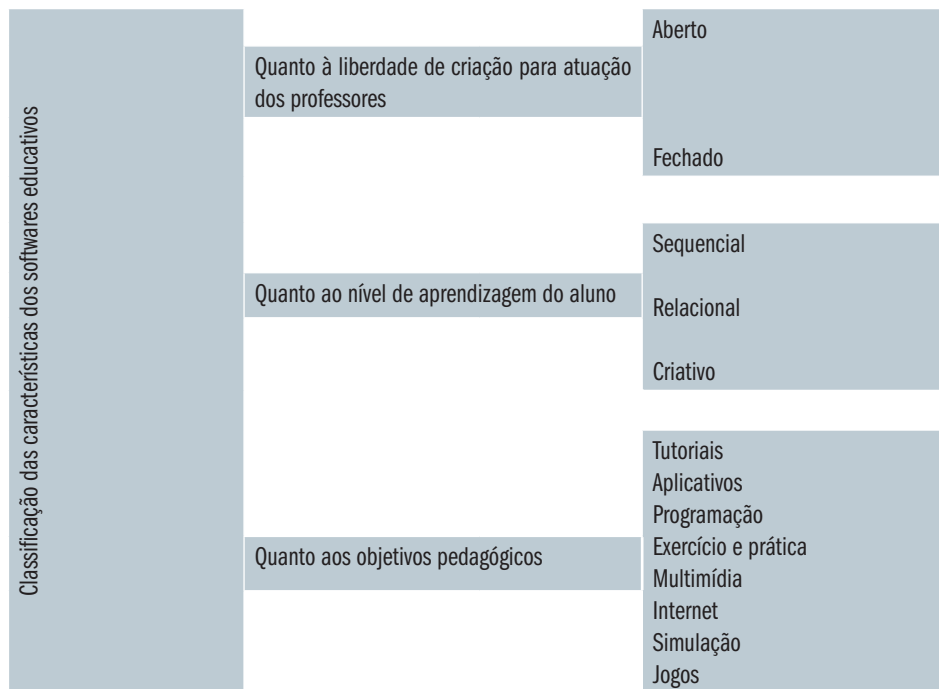 Classificação das características dos softwares educativos
Quanto à liberdade de criação para atuação
dos professores
Aberto
Fechado
Quanto ao nível de aprendizagem do aluno
Sequencial
Relacional
Criativo
Quanto aos objetivos pedagógicos
Tutoriais
Aplicativos
Programação
Exercício e prática
Multimídia
Internet
Simulação
Jogos